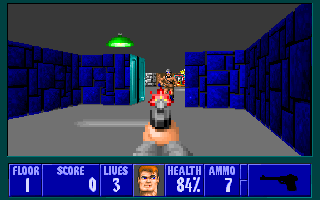 FLOOR SCORE LIVES HEALTH AMMO
1 0 3 84% 7